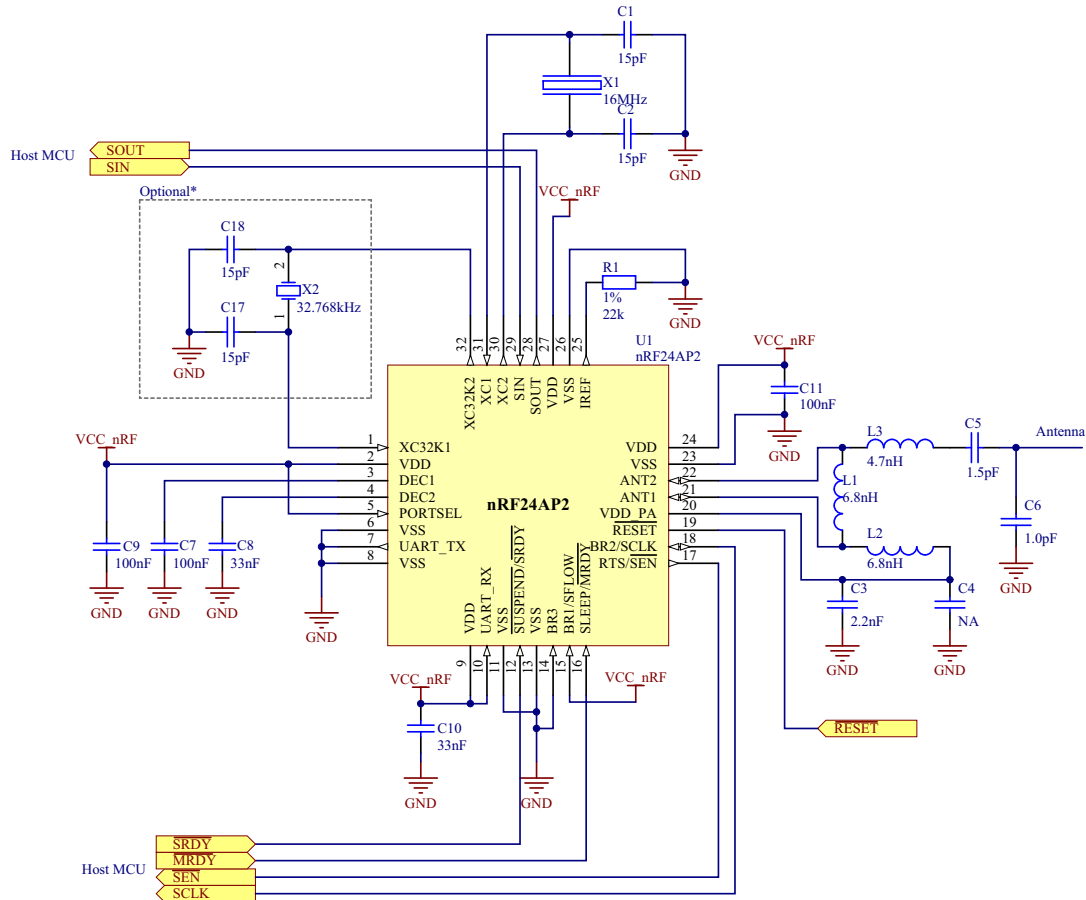 C1
15pF
X1
16MHz
C2
15pF
GND
Host MCU
SOUT
SIN
VCC_nRF
Optional*
C18
15pF
2
X2
32.768kHz
1
C17
15pF
GND
R1
1%
22k
GND
U1
nRF24AP2
32
31
30
29
28
27
26
25
XC32K2
XC1
XC2
SIN
SOUT
VDD
VSS
IREF
VCC_nRF
C11
100nF
GND
VCC_nRF
1
XC32K1
2
VDD
3
DEC1
4
DEC2
5
PORTSEL
6
VSS
7
UART_TX
8
VSS
nRF24AP2
VDD
24
VSS
23
ANT2
22
ANT1
21
VDD_PA
20
RESET
19
BR2/SCLK
18
RTS/SEN
17
L3
4.7nH
C5
1.5pF
Antenna
L1
6.8nH
C6
1.0pF
GND
L2
6.8nH
C3
2.2nF
GND
C4
NA
GND
C9
100nF
GND
C7
100nF
GND
C8
33nF
GND
GND
VDD
UART_RX
VSS
SUSPEND/SRDY
VSS
BR3
BR1/SFLOW
SLEEP/MRDY
9
10
11
12
13
14
15
16
VCC_nRF
C10
33nF
GND
GND
VCC_nRF
RESET
Host MCU
SRDY
MRDY
SEN
SCLK